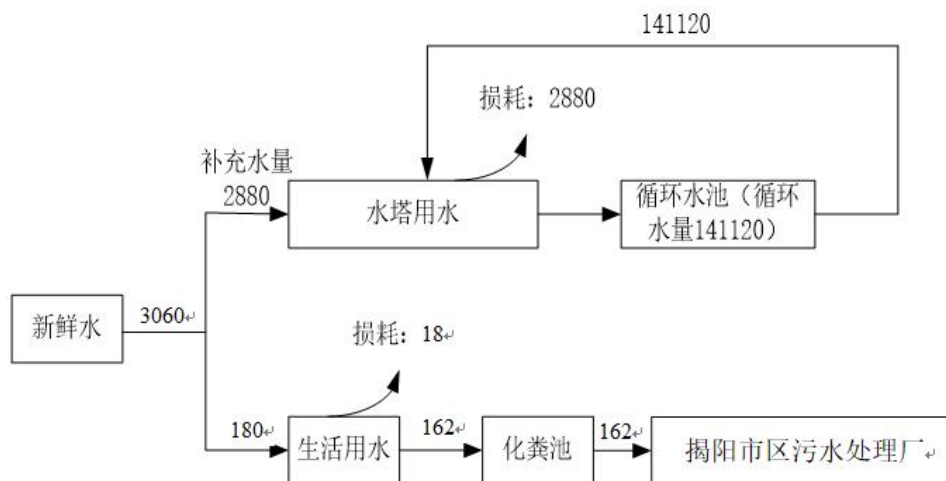 141120
损耗：2880
补充水量
2880
水塔用水
循环水池（循环
水量141120）
新鲜水
3060
损耗：18
180
生活用水
162
化粪池
162
揭阳市区污水处理厂